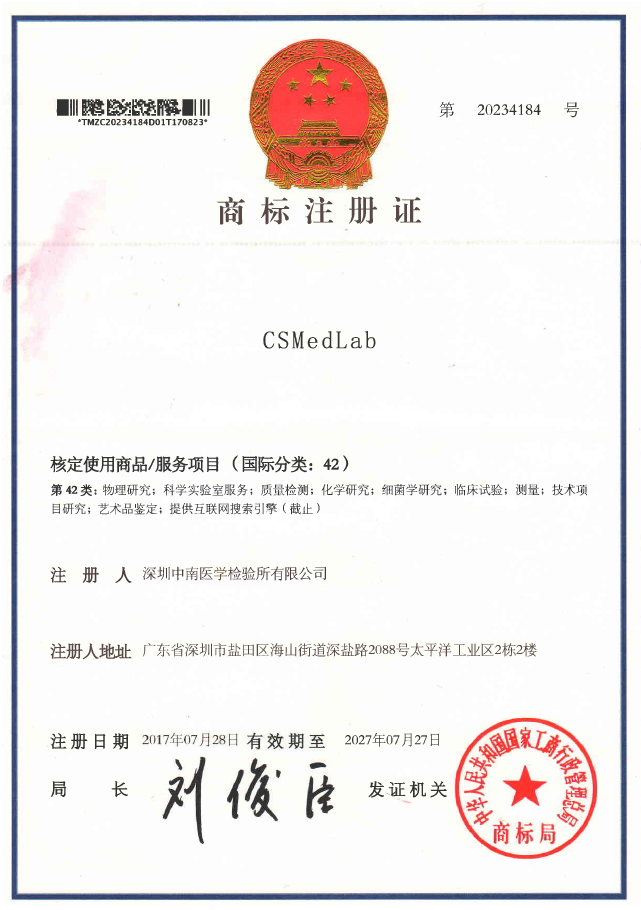 *TMZC20234184D01T170823*
第 20234184 号
商标注册证
CSMedLab
核定使用商品/服务项目（国际分类：42）
第 42 类：物理研究；科学实验室服务；质量检测；化学研究；细菌学研究；临床试验；测量；技术项
目研究；艺术品鉴定；提供互联网搜索引擎（截止）
注册人 深圳中南医学检验所有限公司
注册人地址 广东省深圳市盐田区海山街道深盐路2088号太平洋工业区2栋2楼
注册日期 2017年07月28日 有效期至 2027年07月27日
局长 刘俊臣 发证机关
中华人民共和国国家工商行政管理总局
商标局